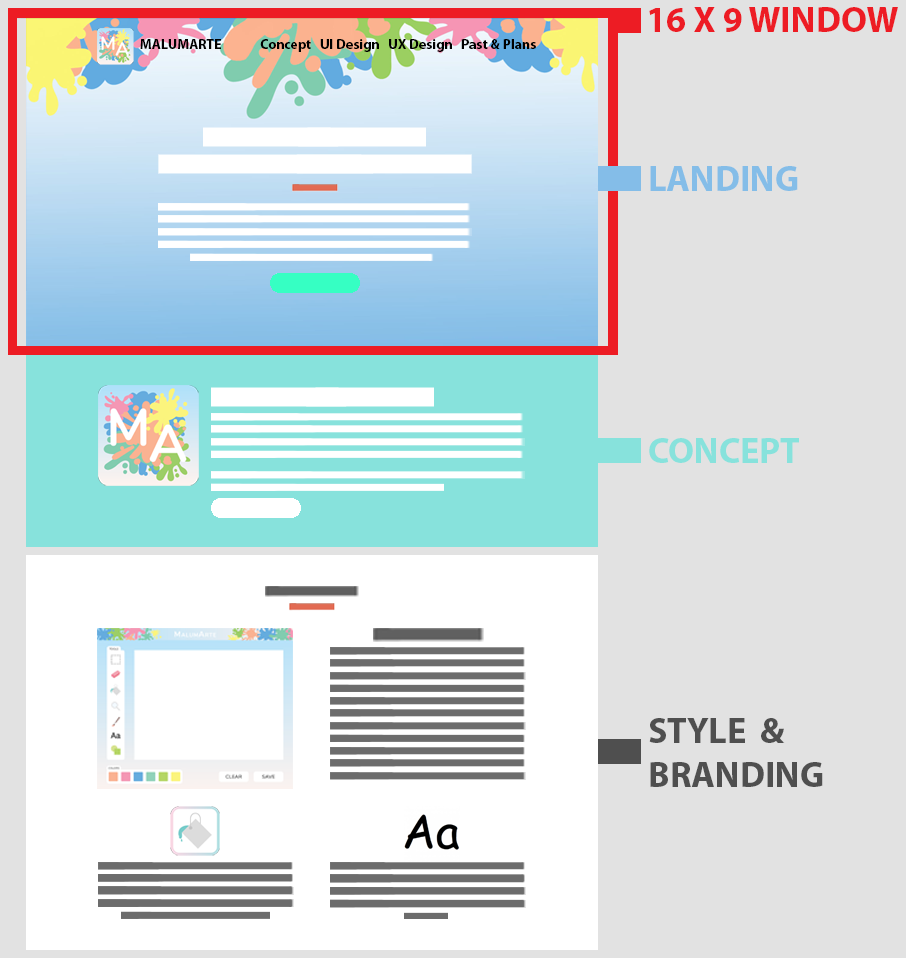 16 X 9 WINDOW
MA MALUMARTE Concept UI Design UX Design Past & Plans
LANDING
MA
CONCEPT
MALUMARTE
Aa
CLEAR SAVE
STYLE &
BRANDING
Aa